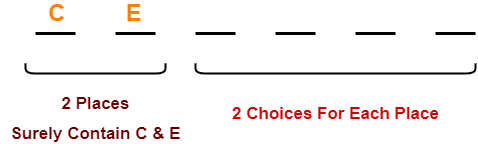 C E
2 Places
Surely Contain C & E
2 Choices For Each Place